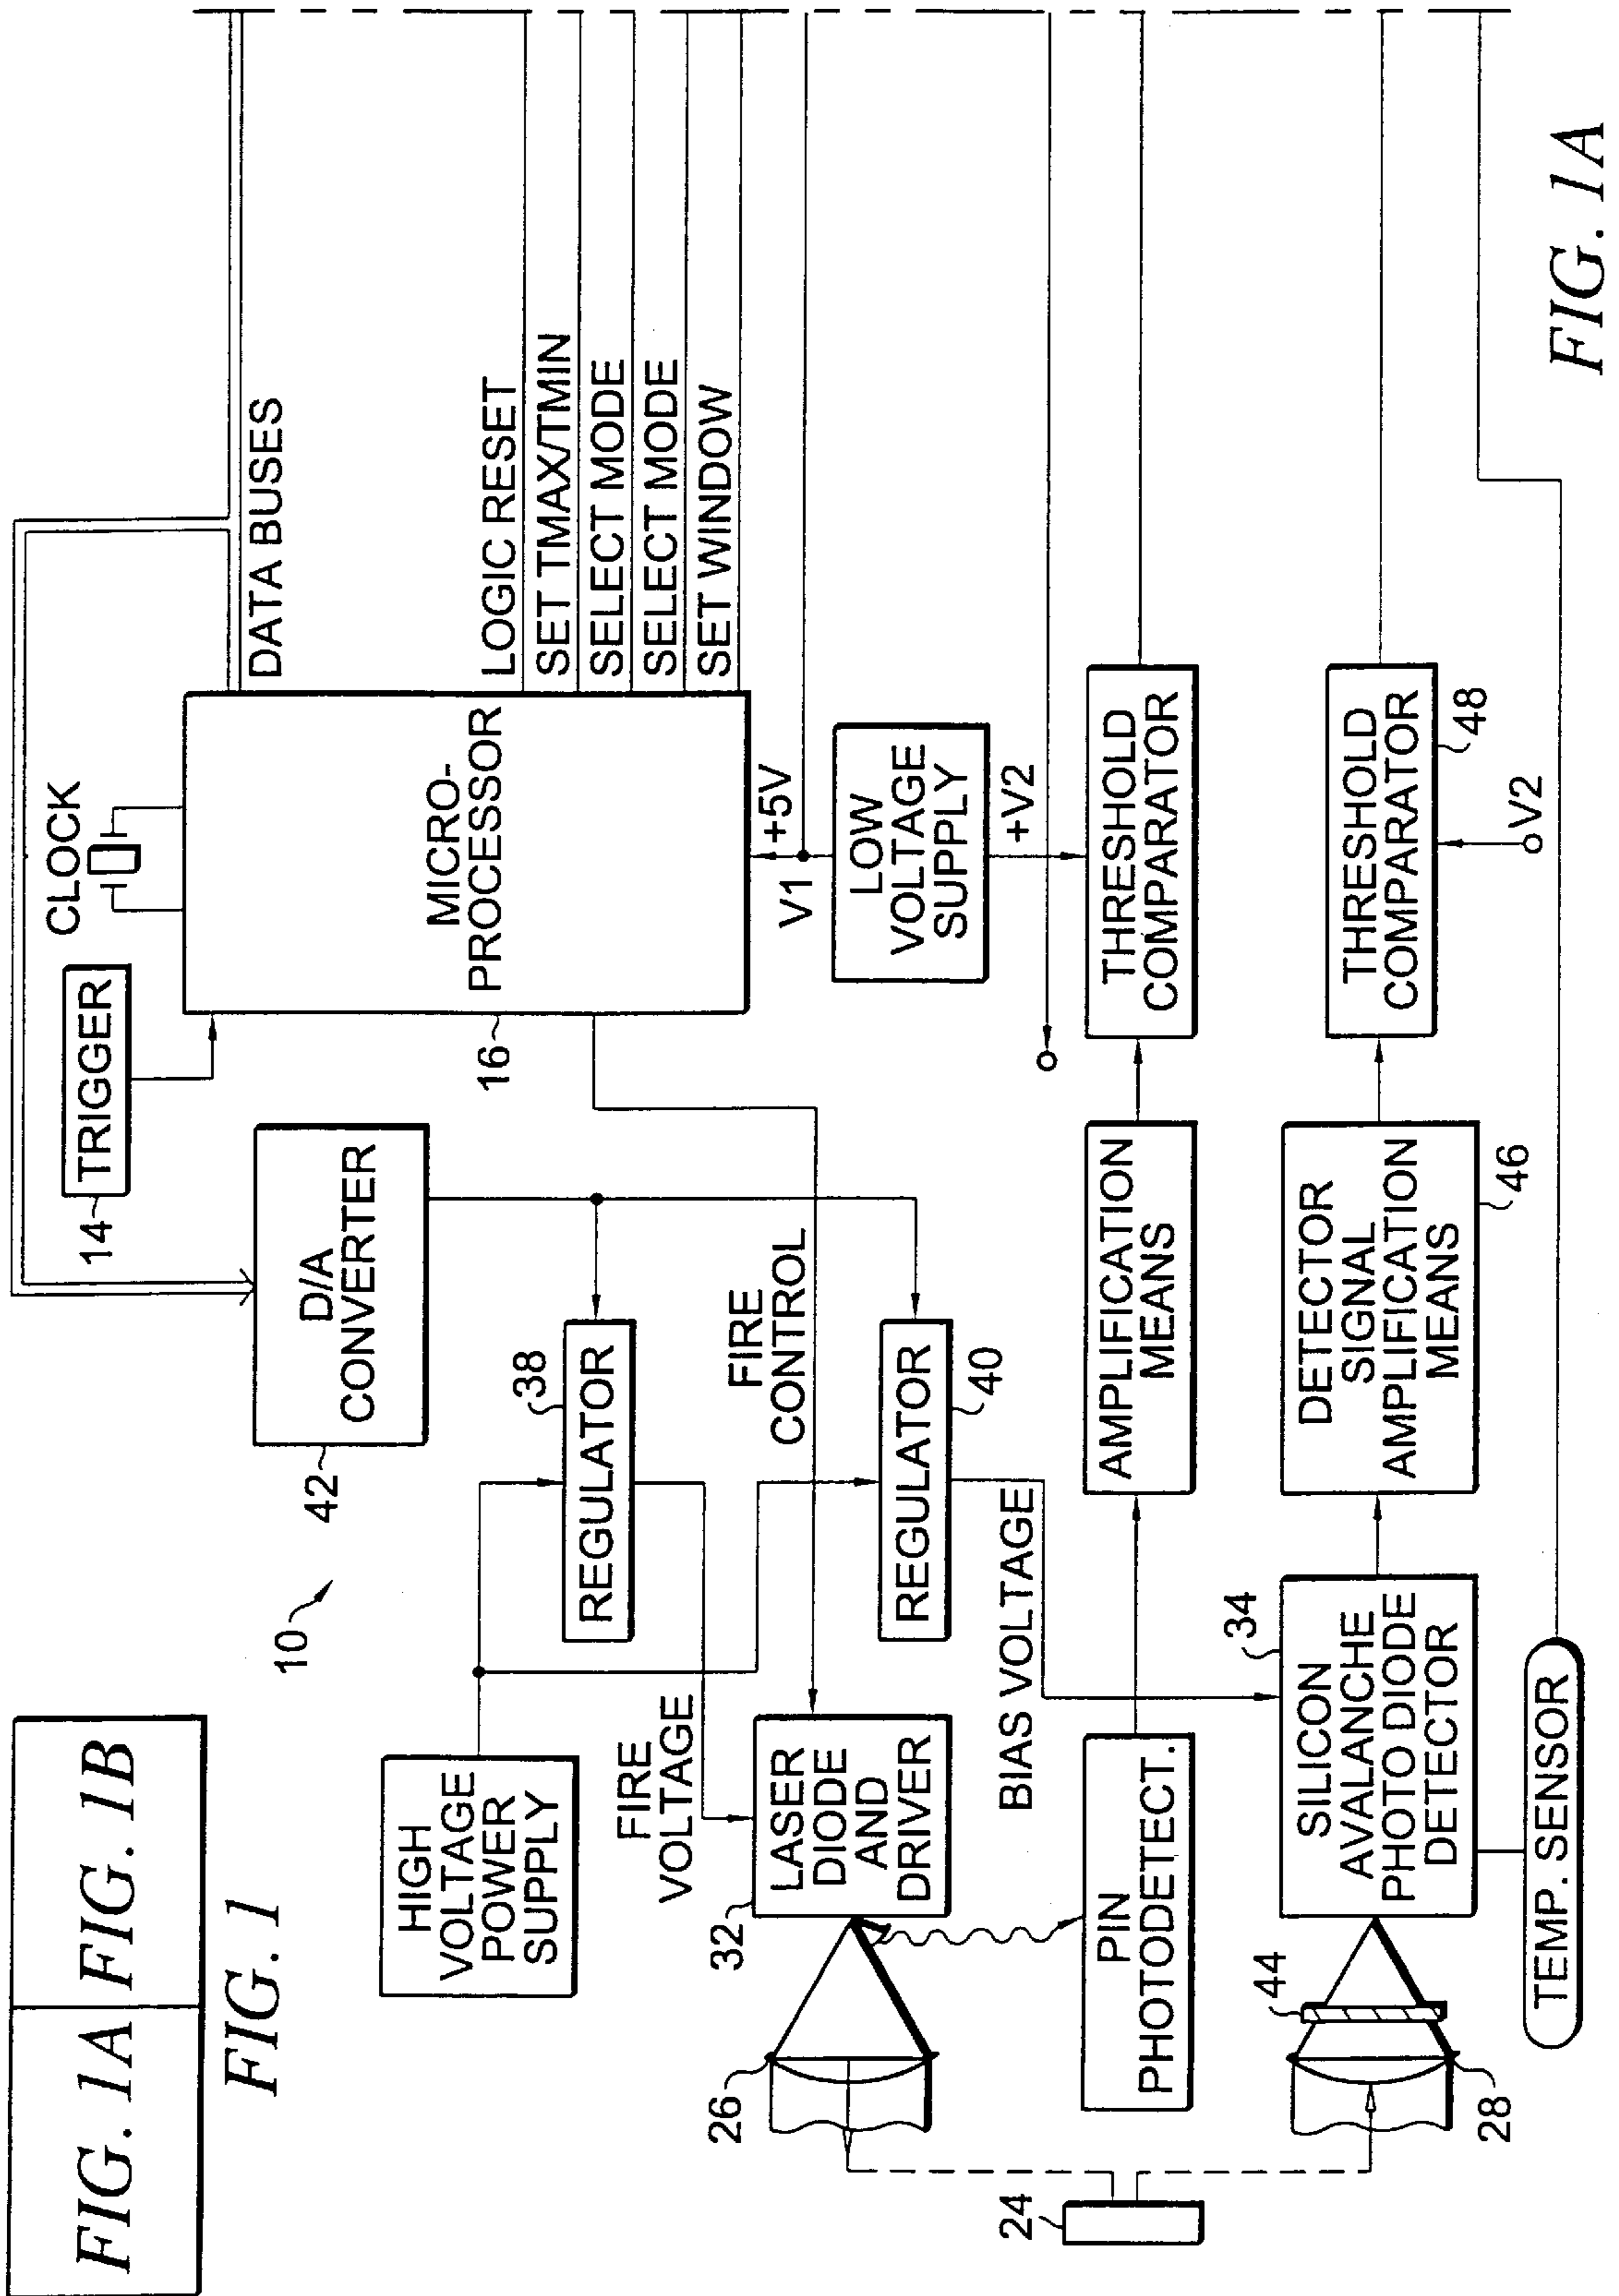 FIG. 1A
FIG. 1B
FIG. 1
10
14
TRIGGER
CLOCK
42
D/A
CONVERTER
MICRO-
PROCESSOR
16
DATA BUSES
LOGIC RESET
SET TMAX/TMIN
SELECT MODE
SELECT MODE
SET WINDOW
HIGH
VOLTAGE
POWER
SUPPLY
38
REGULATOR
FIRE
VOLTAGE
FIRE
CONTROL
V1
+5V
LOW
VOLTAGE
SUPPLY
+V2
26
32
LASER
DIODE
AND
DRIVER
REGULATOR
40
BIAS VOLTAGE
24
PIN
PHOTODETECT.
AMPLIFICATION
MEANS
THRESHOLD
COMPARATOR
28
44
34
SILICON
AVALANCHE
PHOTO DIODE
DETECTOR
DETECTOR
SIGNAL
AMPLIFICATION
MEANS
46
THRESHOLD
COMPARATOR
48
V2
TEMP. SENSOR
FIG. 1A